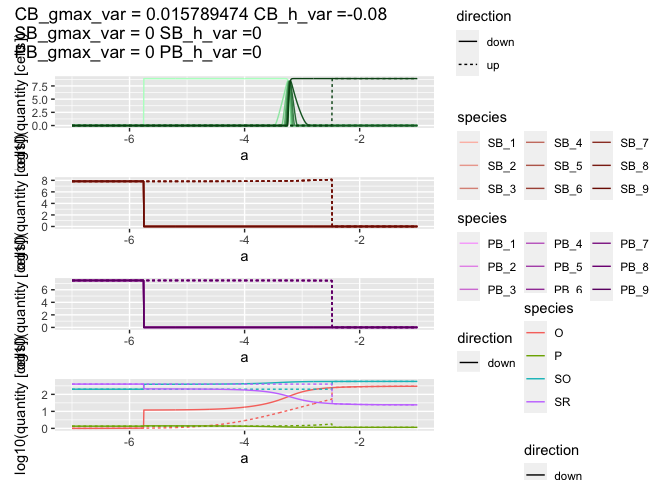 CB_gmax_var = 0.015789474 CB_h_var =-0.08
SB_gmax_var = 0 SB_h_var =0
PB_gmax_var = 0 PB_h_var =0
7.5
5.0
2.5
0.0
-6 -4 -2
a
8
6
4
2
0
-6 -4 -2
a
6
4
2
0
-6 -4 -2
a
2
1
0
-6 -4 -2
a
log10(quantity [cells])
direction
down
up
species
SB_1 SB_4 SB_7
SB_2 SB_5 SB_8
SB_3 SB_6 SB_9
species
PB_1 PB_4 PB_7
PB_2 PB_5 PB_8
PB_3 PB_6 PB_9
species
O
P
SO
SR
direction
down
direction
down